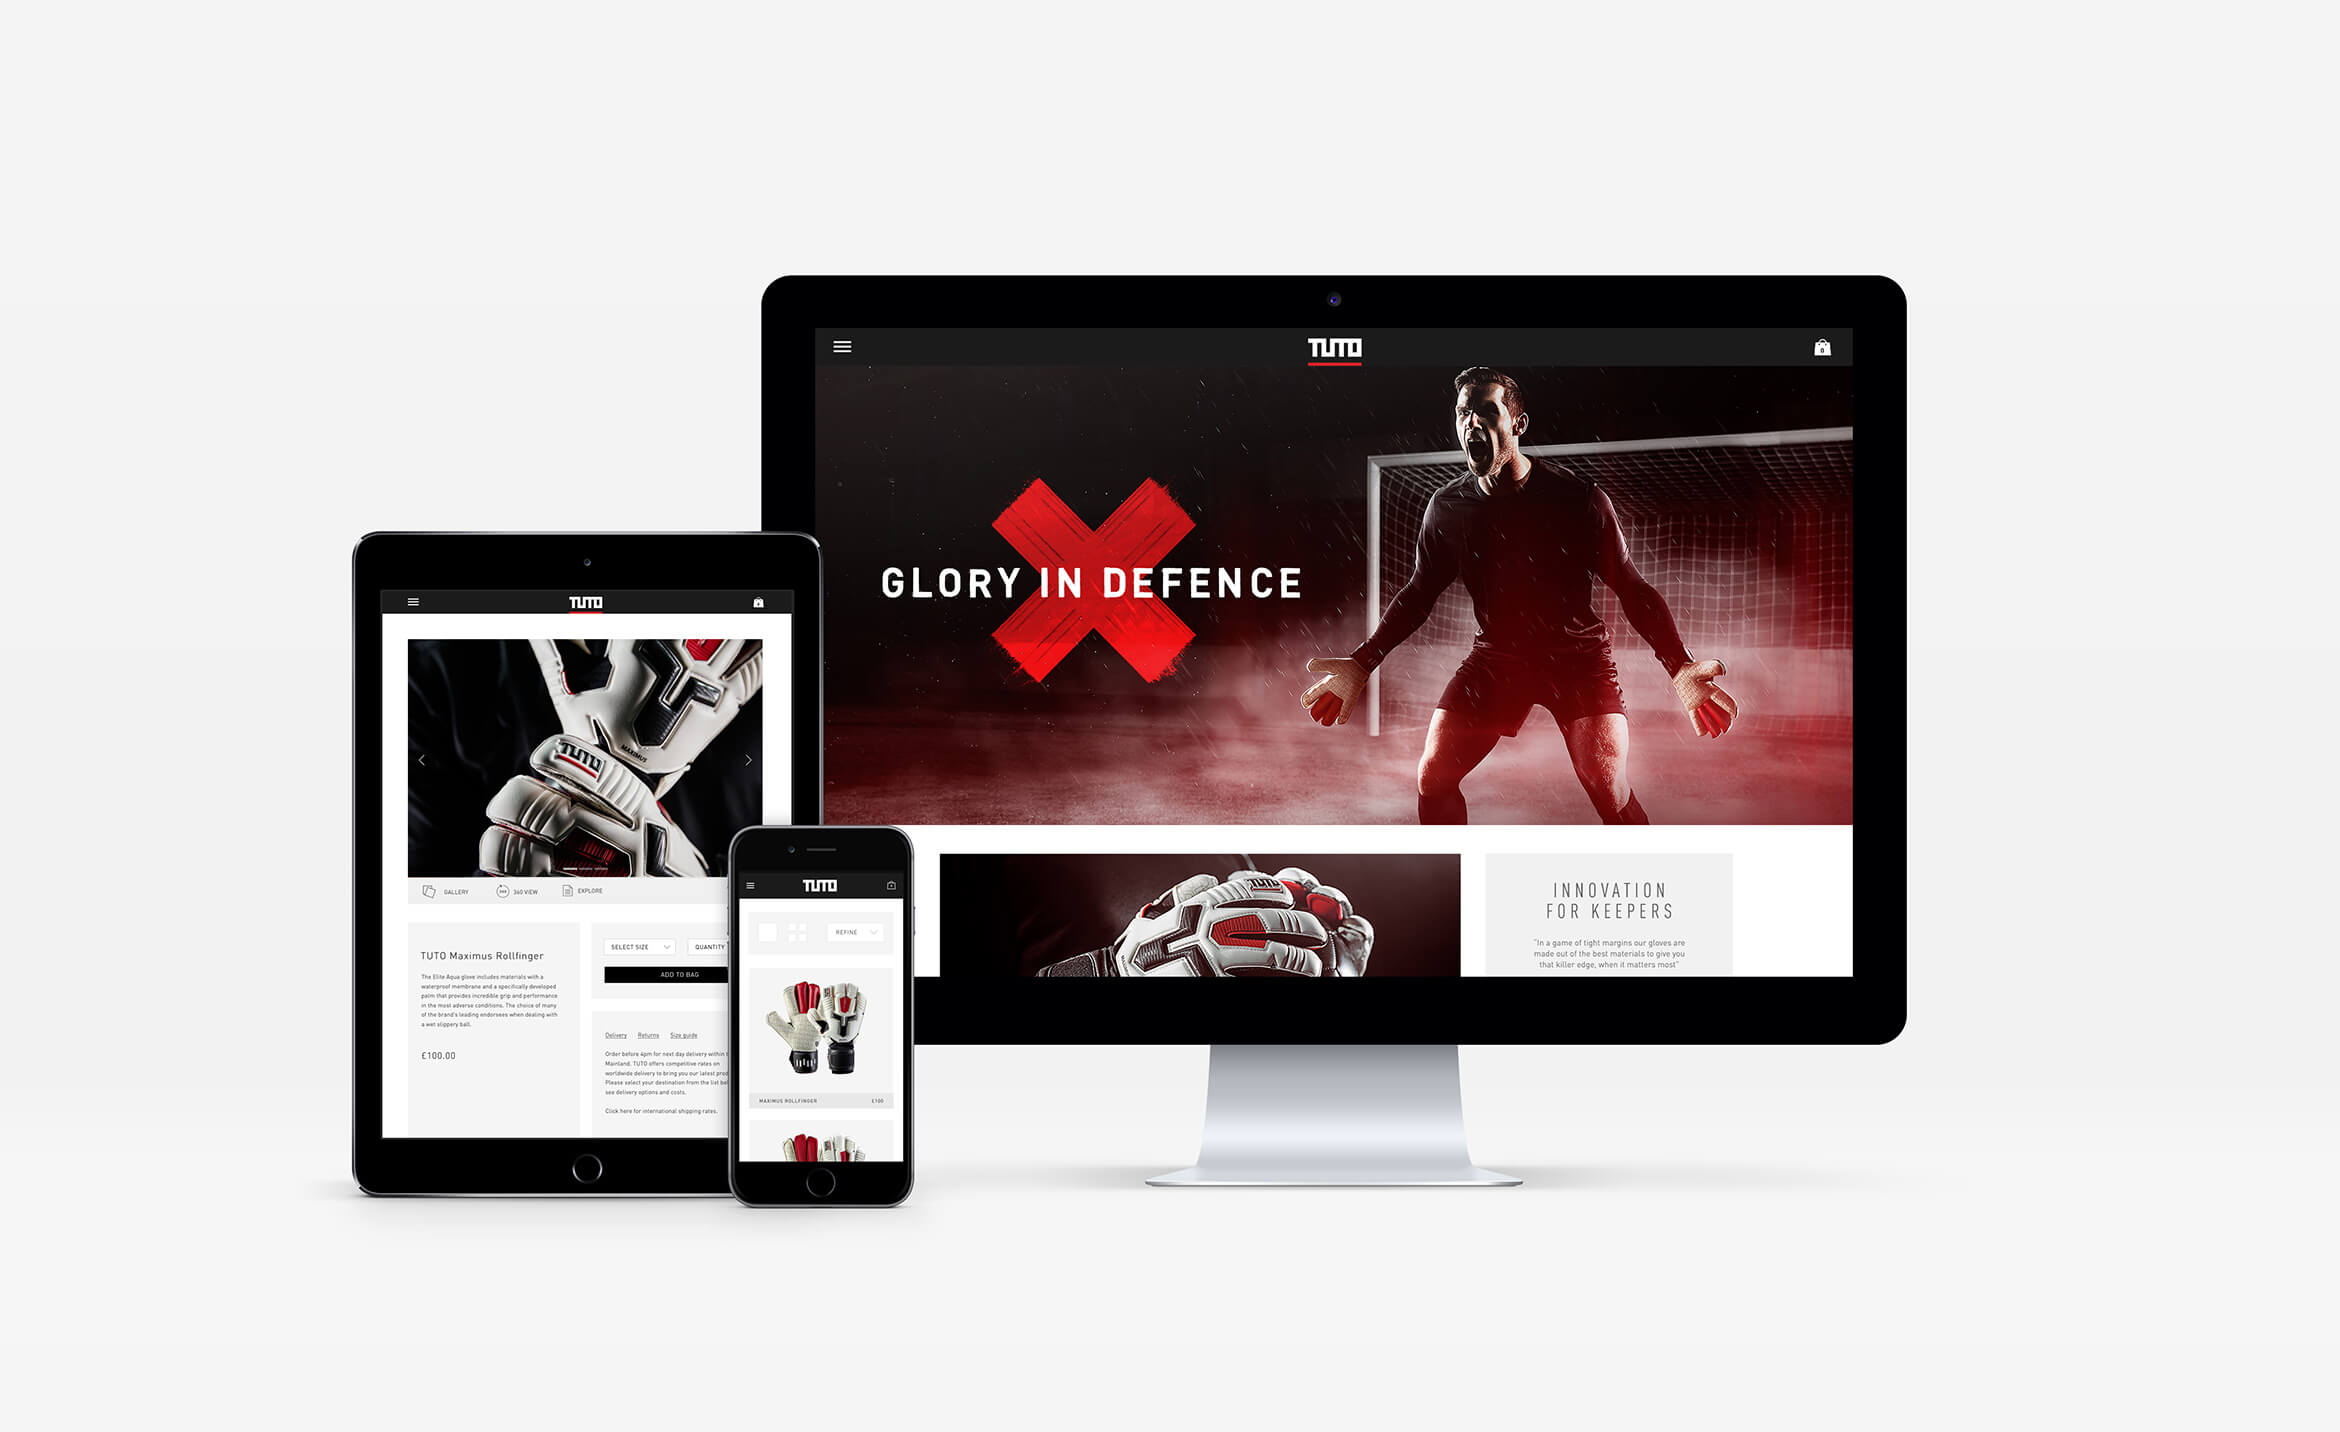 TUTO
0
GLORY IN DEFENCE
TUTO
INNOVATION
FOR KEEPERS
"In a game of tight margins our gloves are
made out of the best materials to give you
that killer edge, when it matters most"
TUTO
MAXIMUS
TUTO
GALLERY
360 VIEW
EXPLORE
TUTO Maximus Rollfinger
The Elite Aqua glove includes materials with a
waterproof membrane and a specifically developed
palm that provides incredible grip and performance
in the most adverse conditions. The choice of many
of the brand's leading endorsees when dealing with
a wet slippery ball.
£100.00
SELECT SIZE
QUANTITY
ADD TO BAG
Delivery Returns Size guide
Order before 4pm for next day delivery within
Mainland. TUTO offers competitive rates on
worldwide delivery to bring you our latest
Please select your destination from the list
see delivery options and costs.
Click here for international shipping rates.
TUTO
REFINE
MAXIMUS ROLLFINGER £100